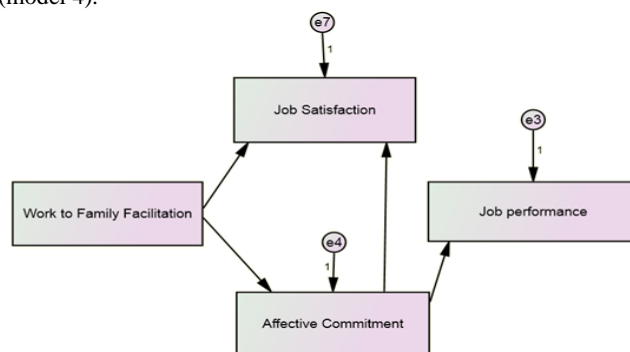 (model 4).
e7
1
Job Satisfaction
e3
1
Work to Family Facilitation
Job performance
e4
1
Affective Commitment